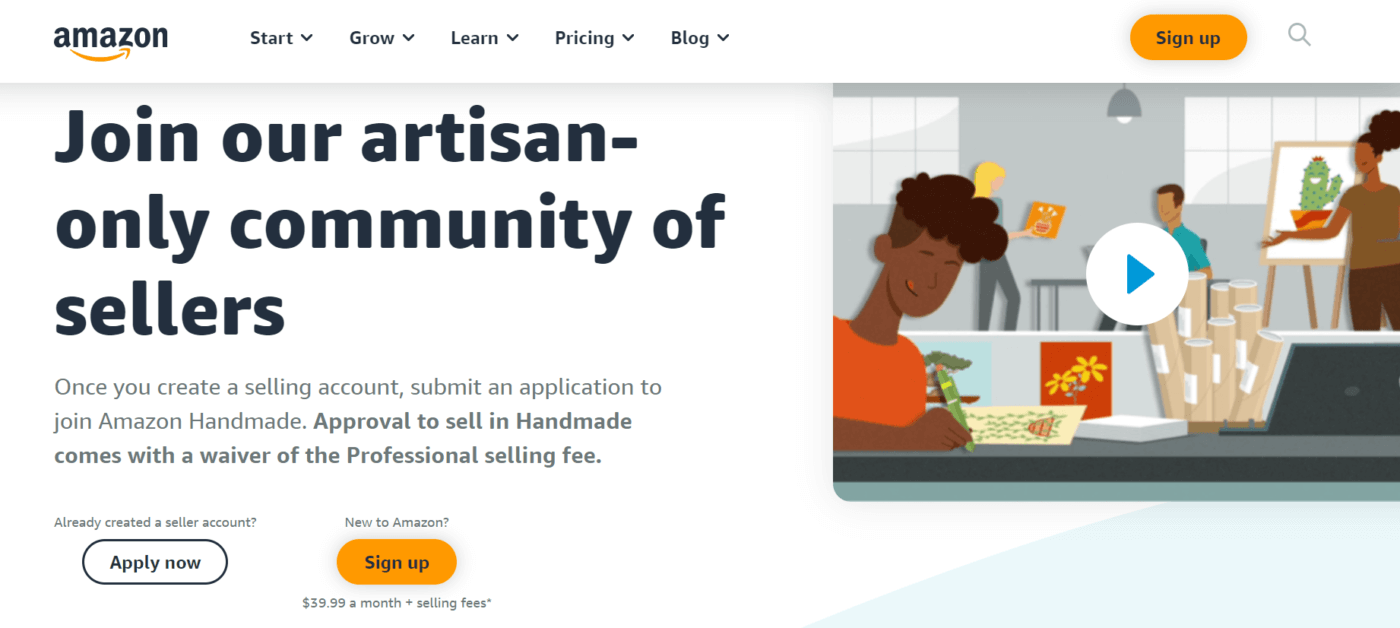 amazon
Start
Grow
Learn
Pricing
Blog
Sign up
Join our artisan-
only community of
sellers
Once you create a selling account, submit an application to
join Amazon Handmade. Approval to sell in Handmade
comes with a waiver of the Professional selling fee.
Already created a seller account?
Apply now
New to Amazon?
Sign up
$39.99 a month + selling fees*